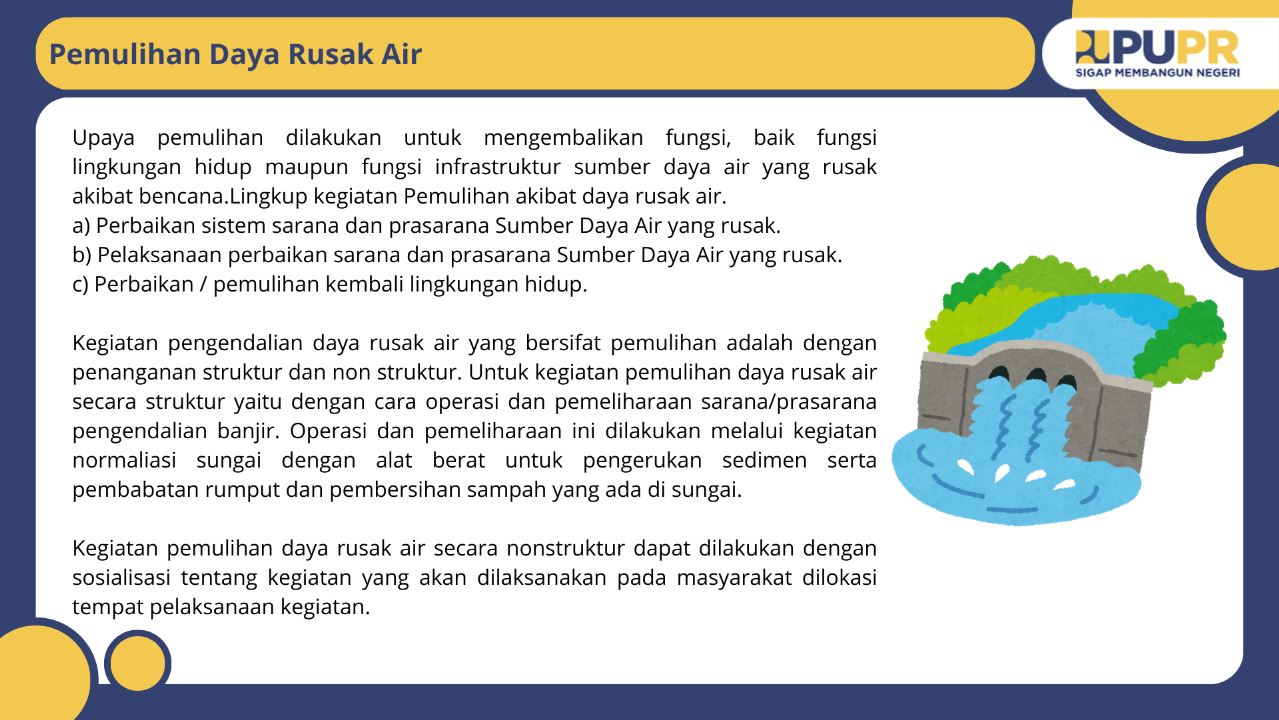 Pemulihan Daya Rusak Air
PUPR
SIGAP MEMBANGUN NEGERI
Upaya pemulihan dilakukan untuk mengembalikan fungsi, baik fungsi
lingkungan hidup maupun fungsi infrastruktur sumber daya air yang rusak
akibat bencana.Lingkup kegiatan Pemulihan akibat daya rusak air.
a) Perbaikan sistem sarana dan prasarana Sumber Daya Air yang rusak.
b) Pelaksanaan perbaikan sarana dan prasarana Sumber Daya Air yang rusak.
c) Perbaikan / pemulihan kembali lingkungan hidup.
Kegiatan pengendalian daya rusak air yang bersifat pemulihan adalah dengan
penanganan struktur dan non struktur. Untuk kegiatan pemulihan daya rusak air
secara struktur yaitu dengan cara operasi dan pemeliharaan sarana/prasarana
pengendalian banjir. Operasi dan pemeliharaan ini dilakukan melalui kegiatan
normaliasi sungai dengan alat berat untuk pengerukan sedimen serta
pembabatan rumput dan pembersihan sampah yang ada di sungai.
Kegiatan pemulihan daya rusak air secara nonstruktur dapat dilakukan dengan
sosialisasi tentang kegiatan yang akan dilaksanakan pada masyarakat dilokasi
tempat pelaksanaan kegiatan.